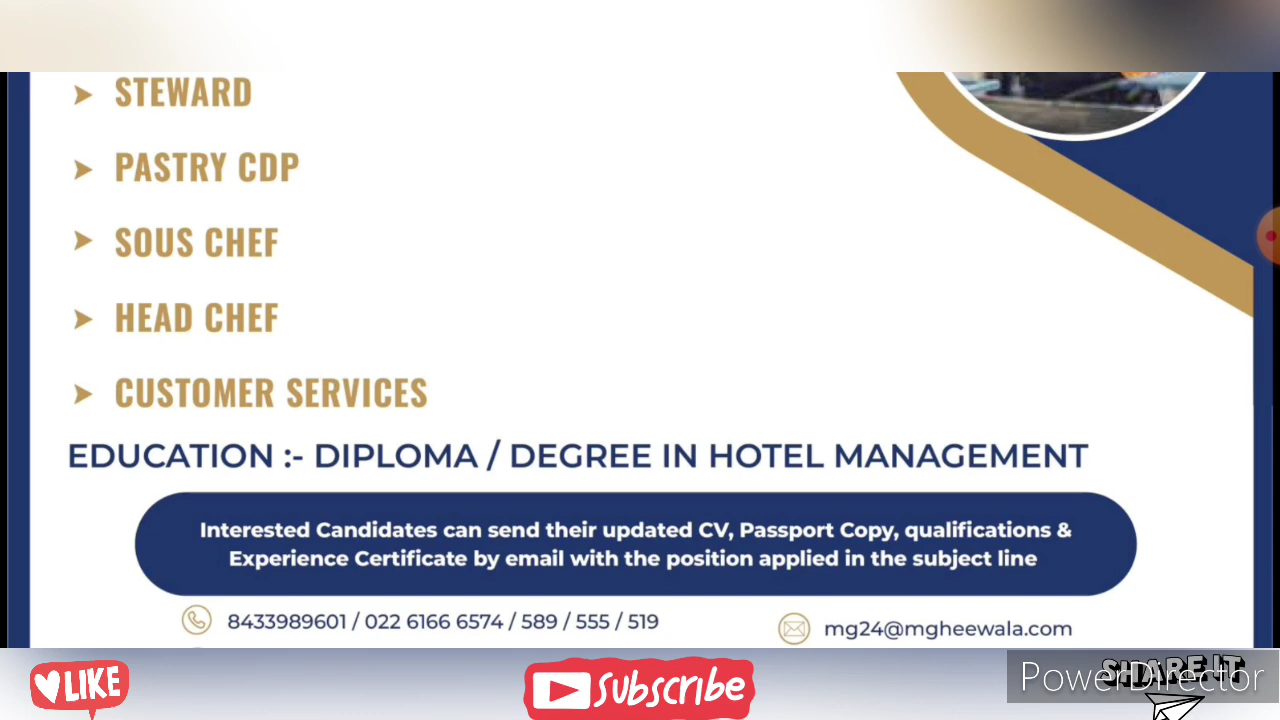 STEWARD
PASTRY CDP
SOUS CHEF
HEAD CHEF
CUSTOMER SERVICES
EDUCATION :- DIPLOMA / DEGREE IN HOTEL MANAGEMENT
Interested Candidates can send their updated CV, Passport Copy, qualifications &
Experience Certificate by email with the position applied in the subject line
8433989601 / 022 6166 6574 / 589 / 555 / 519
mg24@mgheewala.com
LIKE
Subscribe
SHARE IT
PowerDirector